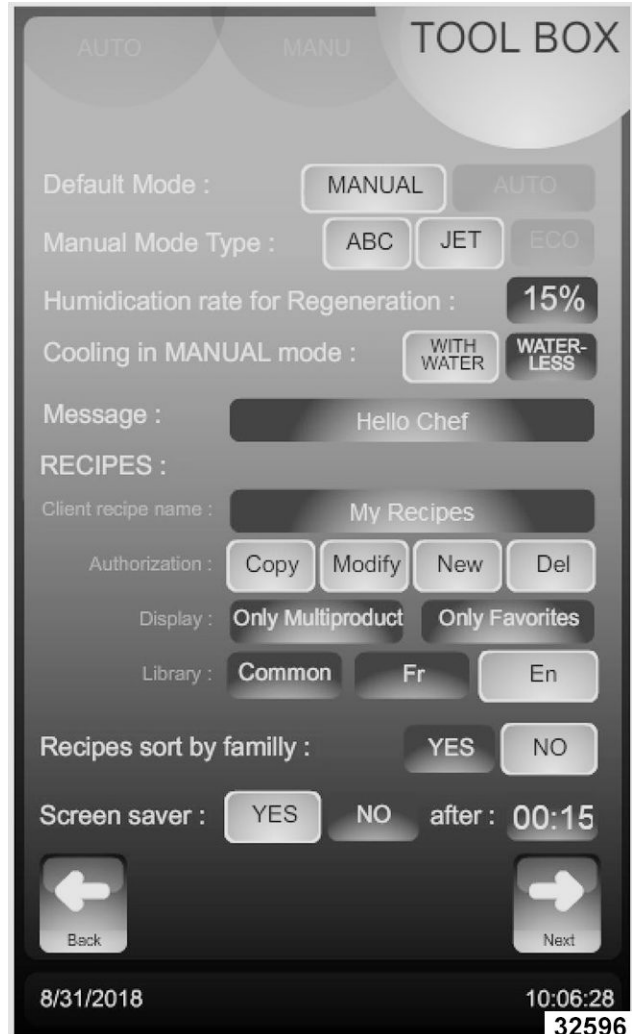 AUTO MANU TOOL BOX
Default Mode : MANUAL AUTO
Manual Mode Type : ABC JET ECO
Humidication rate for Regeneration : 15%
Cooling in MANUAL mode : WITH WATER WATER-LESS
Message : Hello Chef
RECIPES :
Client recipe name : My Recipes
Authorization : Copy Modify New Del
Display : Only Multiproduct Only Favorites
Library : Common Fr En
Recipes sort by familly : YES NO
Screen saver : YES NO after : 00:15
Back Next
8/31/2018 10:06:28
32596